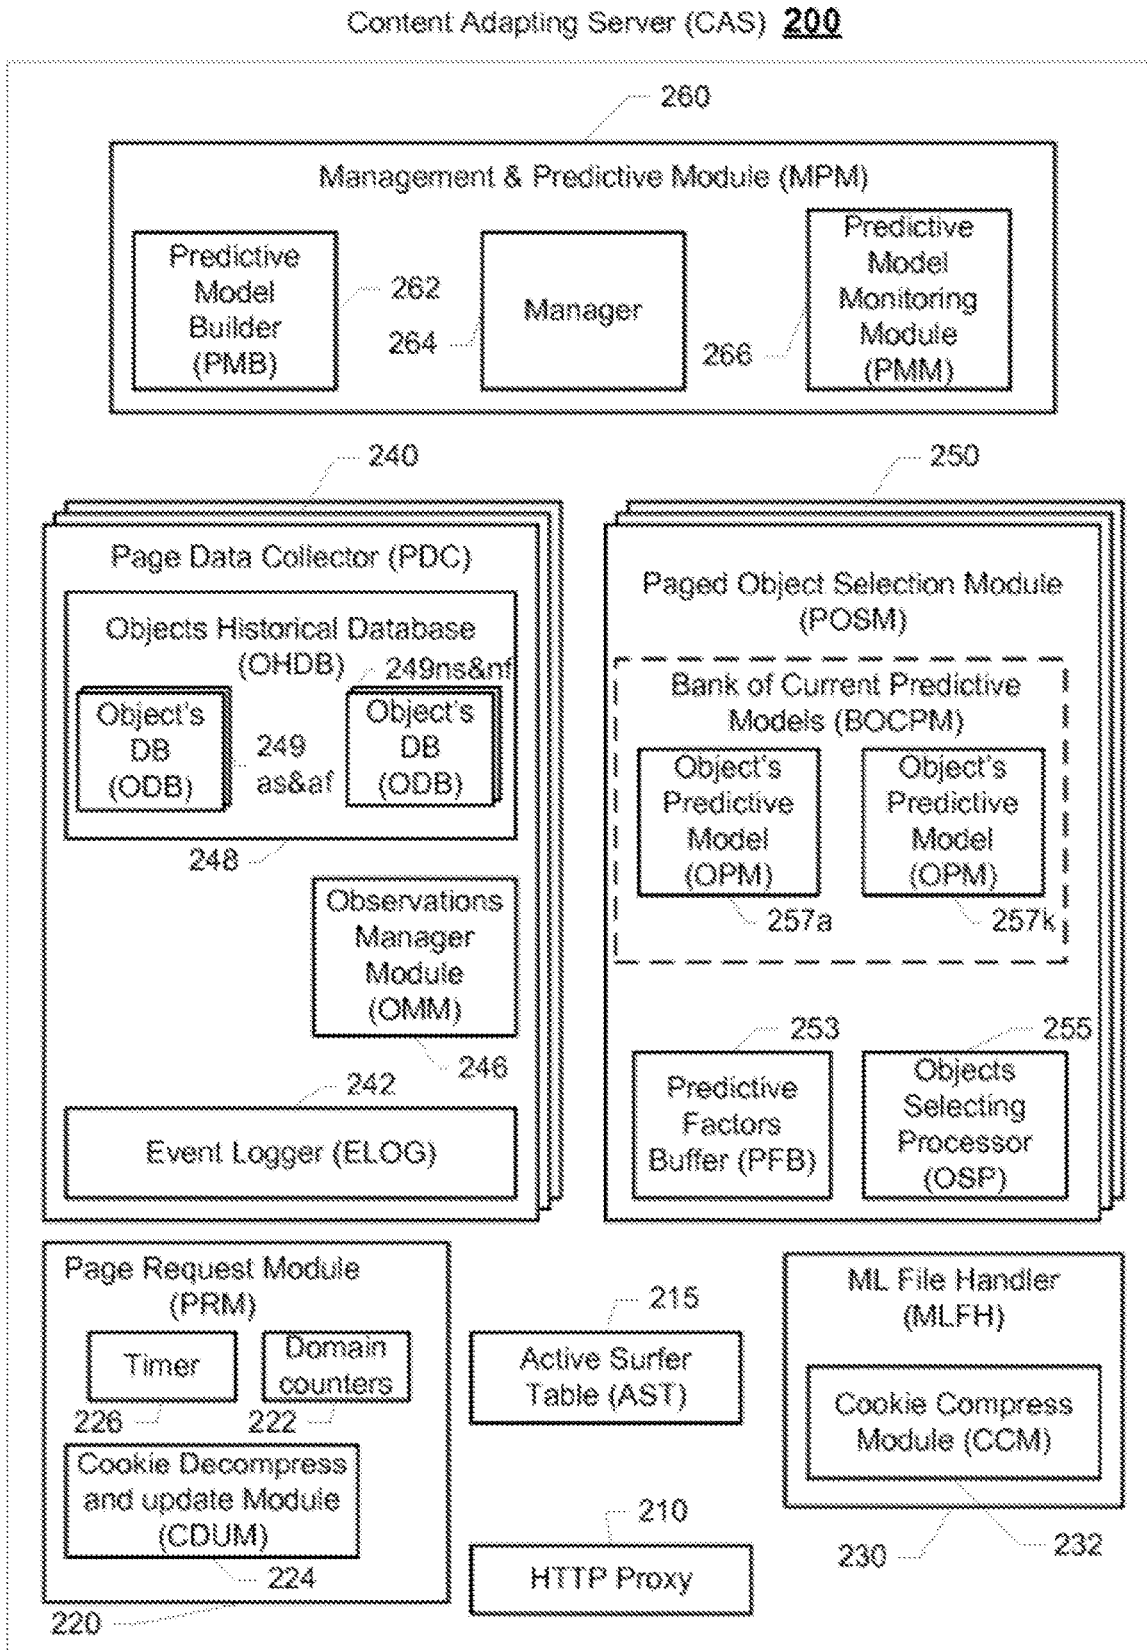 Content Adapting Server (CAS) 200
260
Management & Predictive Module (MPM)
Predictive
Model
Builder
(PMB)
262
264
Manager
266
Predictive
Model
Monitoring
Module
(PMM)
240
Page Data Collector (PDC)
Objects Historical Database
(OHDB)
249ns&nf
Object's
DB
(ODB)
249
as&af
Object's
DB
(ODB)
248
Observations
Manager
Module
(OMM)
246
242
Event Logger (ELOG)
250
Paged Object Selection Module
(POSM)
Bank of Current Predictive
Models (BOCPM)
Object's
Predictive
Model
(OPM)
257a
Object's
Predictive
Model
(OPM)
257k
253
Predictive
Factors
Buffer (PFB)
255
Objects
Selecting
Processor
(OSP)
Page Request Module
(PRM)
Timer
226
Domain
counters
222
Cookie Decompress
and update Module
(CDUM)
224
220
215
Active Surfer
Table (AST)
210
HTTP Proxy
ML File Handler
(MLFH)
Cookie Compress
Module (CCM)
232
230